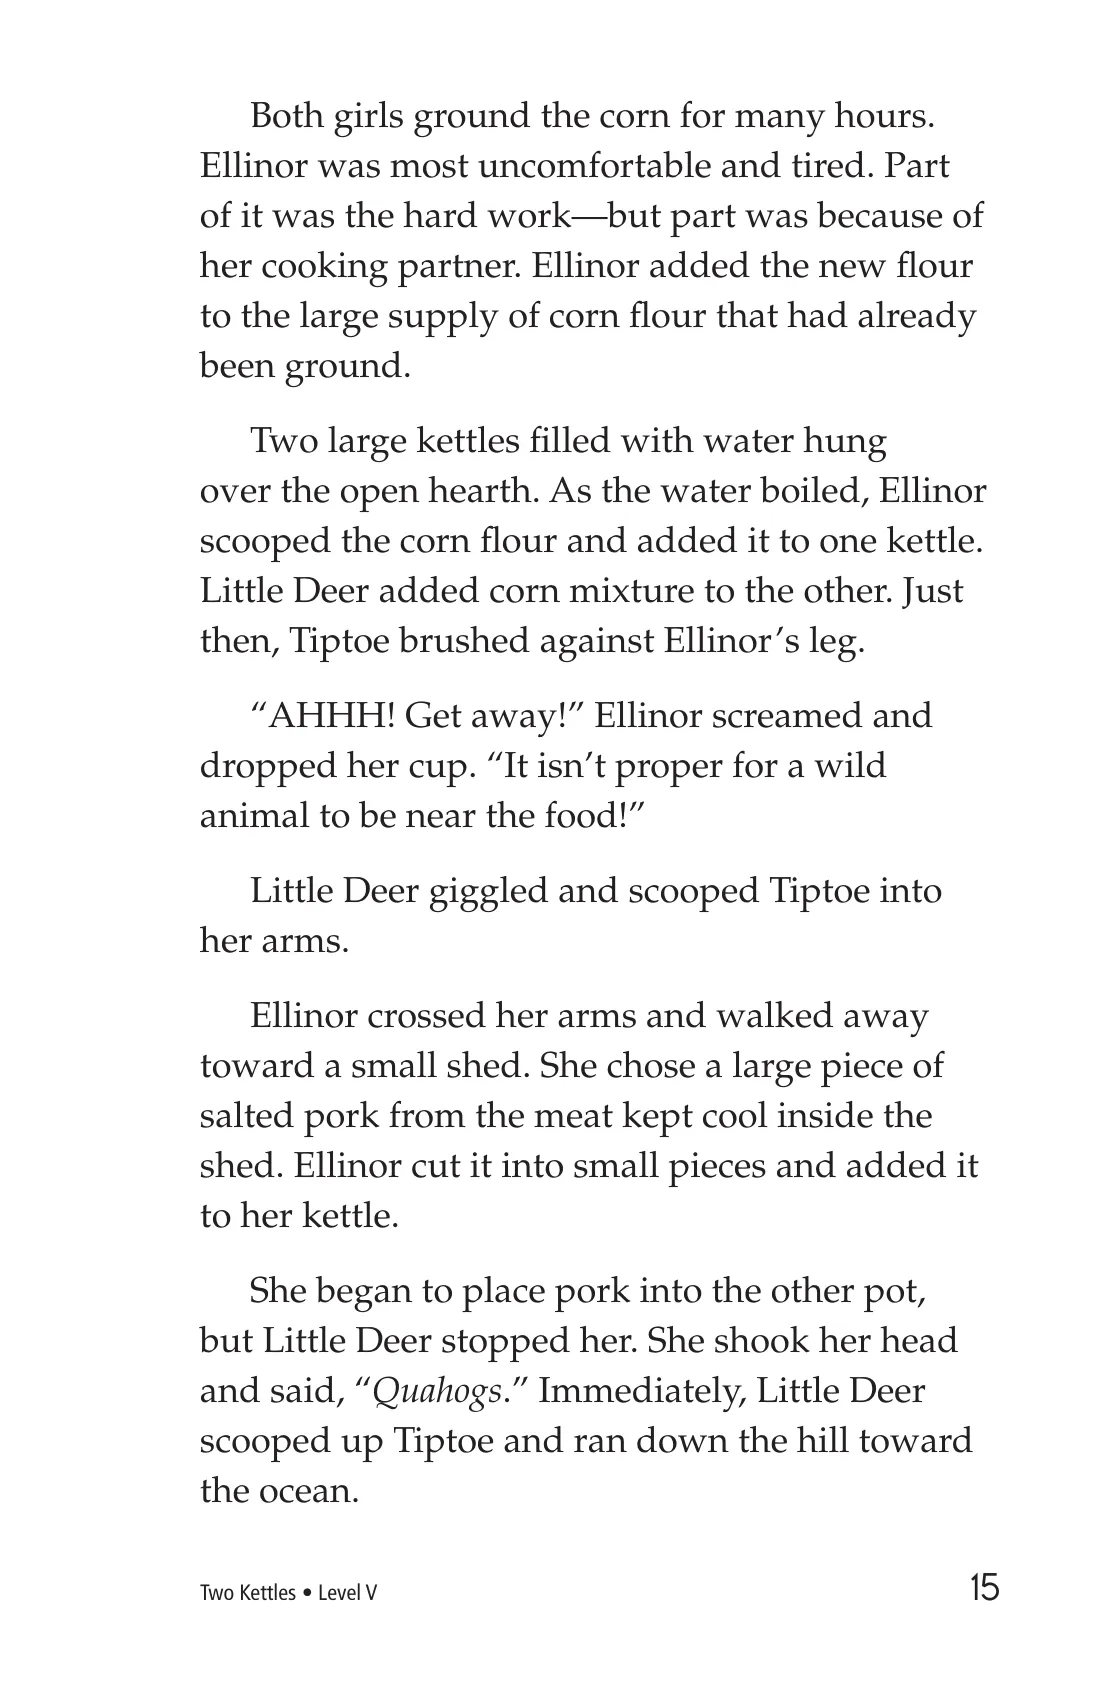 Both girls ground the corn for many hours.
Ellinor was most uncomfortable and tired. Part
of it was the hard work—but part was because of
her cooking partner. Ellinor added the new flour
to the large supply of corn flour that had already
been ground.
Two large kettles filled with water hung
over the open hearth. As the water boiled, Ellinor
scooped the corn flour and added it to one kettle.
Little Deer added corn mixture to the other. Just
then, Tiptoe brushed against Ellinor’s leg.
“AHHH! Get away!” Ellinor screamed and
dropped her cup. “It isn’t proper for a wild
animal to be near the food!”
Little Deer giggled and scooped Tiptoe into
her arms.
Ellinor crossed her arms and walked away
toward a small shed. She chose a large piece of
salted pork from the meat kept cool inside the
shed. Ellinor cut it into small pieces and added it
to her kettle.
She began to place pork into the other pot,
but Little Deer stopped her. She shook her head
and said, “Quahogs.” Immediately, Little Deer
scooped up Tiptoe and ran down the hill toward
the ocean.
Two Kettles • Level V
15